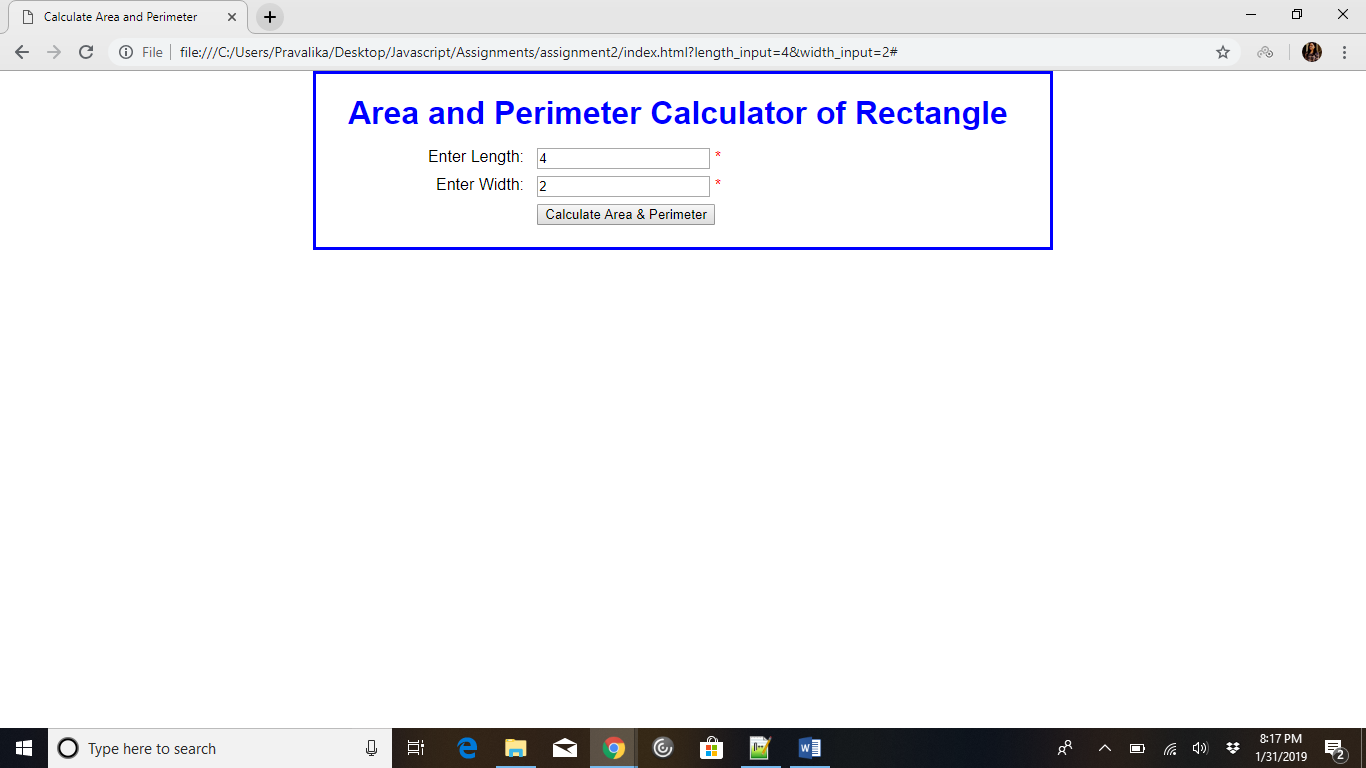 Calculate Area and Perimeter
File
file:///C:/Users/Pravalika/Desktop/Javascript/Assignments/assignment2/index.html?length_input=4&width_input=2#
Area and Perimeter Calculator of Rectangle
Enter Length: 4 *
Enter Width: 2 *
Calculate Area & Perimeter
Type here to search
8:17 PM
1/31/2019
2